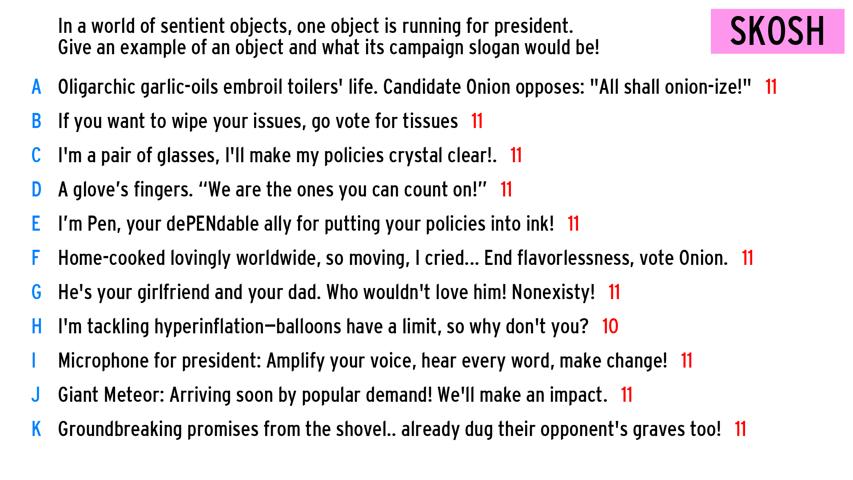 In a world of sentient objects, one object is running for president.
Give an example of an object and what its campaign slogan would be!
SKOSH
A Oligarchic garlic-oils embroil toilers' life. Candidate Onion opposes: "All shall onion-ize!" 11
B If you want to wipe your issues, go vote for tissues 11
C I'm a pair of glasses, I'll make my policies crystal clear!. 11
D A glove’s fingers. “We are the ones you can count on!” 11
E I’m Pen, your dePENdable ally for putting your policies into ink! 11
F Home-cooked lovingly worldwide, so moving, I cried... End flavorlessness, vote Onion. 11
G He's your girlfriend and your dad. Who wouldn't love him! Nonexisty! 11
H I'm tackling hyperinflation—balloons have a limit, so why don't you? 10
I Microphone for president: Amplify your voice, hear every word, make change! 11
J Giant Meteor: Arriving soon by popular demand! We'll make an impact. 11
K Groundbreaking promises from the shovel.. already dug their opponent's graves too! 11